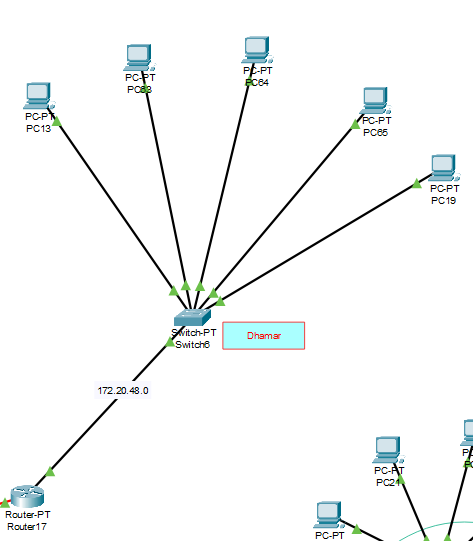 PC-PT
PC64
PC-PT
PC63
PC-PT
PC13
PC-PT
PC65
PC-PT
PC19
Switch-PT
Switch6
Dhamar
172.20.48.0
PC-PT
PC21
Router-PT
Router17
PC-PT